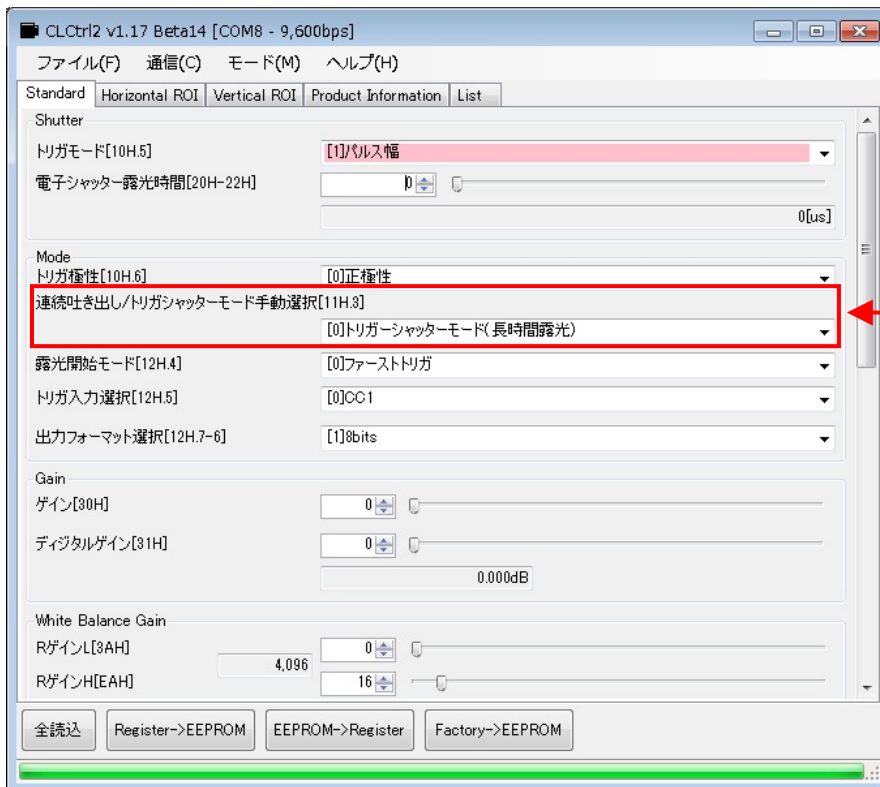 CLCtrl2 v1.17 Beta14 [COM8 - 9,600bps]
ファイル(F) 通信(C) モード(M) ヘルプ(H)
Standard Horizontal ROI Vertical ROI Product Information List
Shutter
トリガモード[10H.5] [1]パルス幅
電子シャッター露光時間[20H-22H] 0
0[us]
Mode
トリガ極性[10H.6] [0]正極性
連続吐き出し/トリガシャッターモード手動選択[11H.3]
[0]トリガーシャッターモード(長時間露光)
露光開始モード[12H.4] [0]ファーストトリガ
トリガ入力選択[12H.5] [0]CC1
出力フォーマット選択[12H.7-6] [1]8bits
Gain
ゲイン[30H] 0
ディジタルゲイン[31H] 0
0.000dB
White Balance Gain
RゲインL[3AH] 0
4,096
RゲインH[EAH] 16
全読込 Register->EEPROM EEPROM->Register Factory->EEPROM